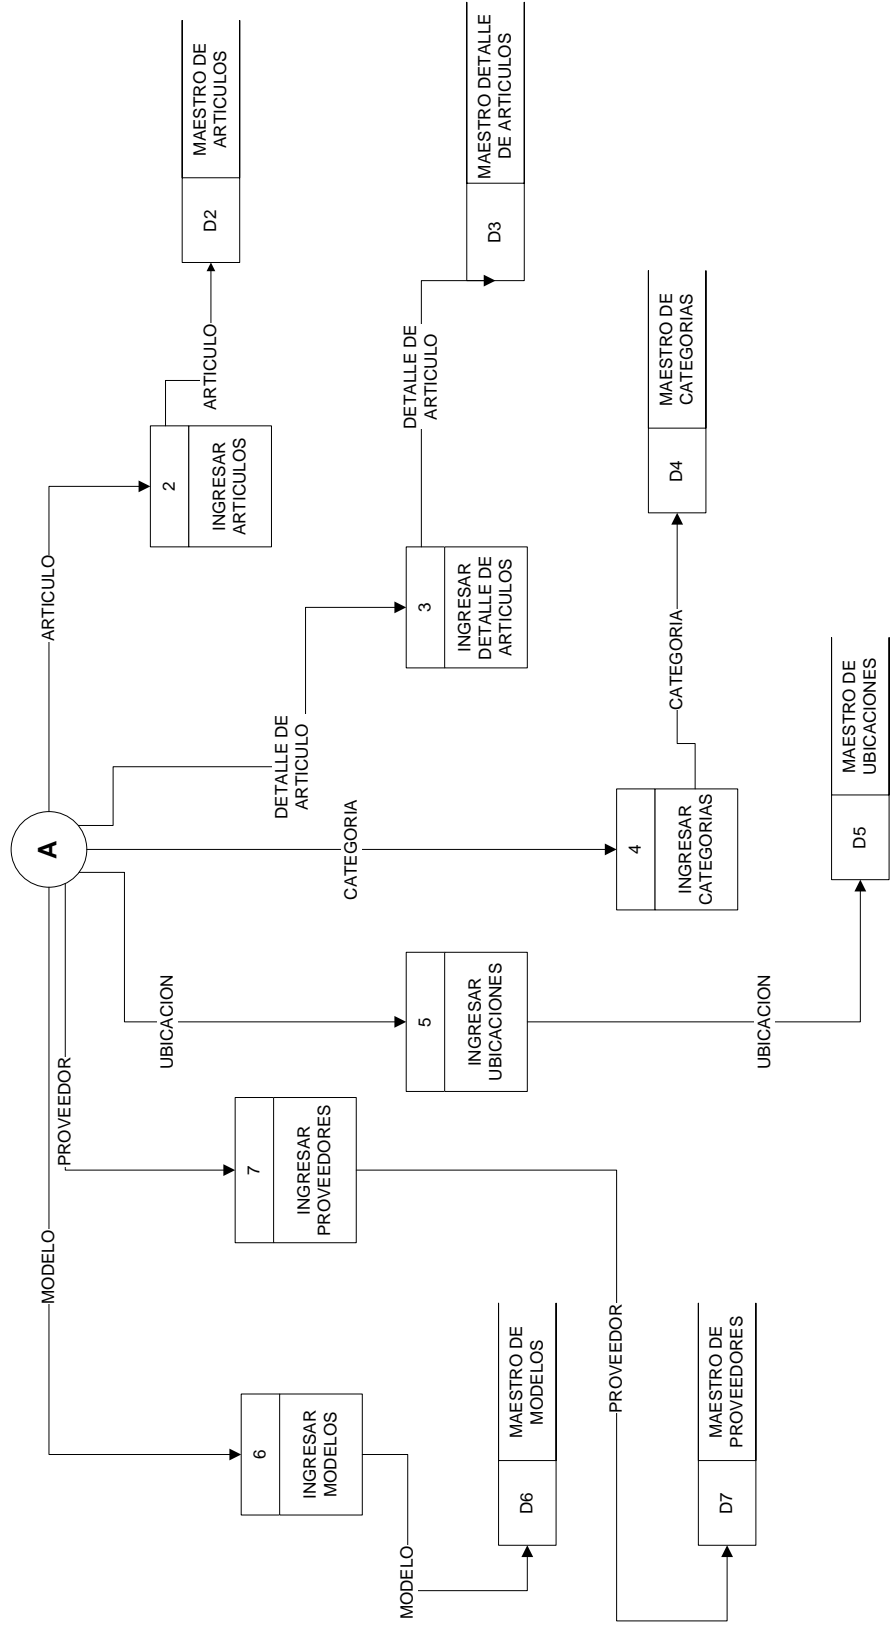 A
MODELO
PROVEEDOR
UBICACION
CATEGORIA
DETALLE DE
ARTICULO
ARTICULO
6
INGRESAR
MODELOS
7
INGRESAR
PROVEEDORES
5
INGRESAR
UBICACIONES
4
INGRESAR
CATEGORIAS
3
INGRESAR
DETALLE DE
ARTICULOS
2
INGRESAR
ARTICULOS
MODELO
PROVEEDOR
UBICACION
CATEGORIA
DETALLE DE
ARTICULO
ARTICULO
D6
MAESTRO DE
MODELOS
D7
MAESTRO DE
PROVEEDORES
D5
MAESTRO DE
UBICACIONES
D4
MAESTRO DE
CATEGORIAS
D3
MAESTRO DETALLE
DE ARTICULOS
D2
MAESTRO DE
ARTICULOS